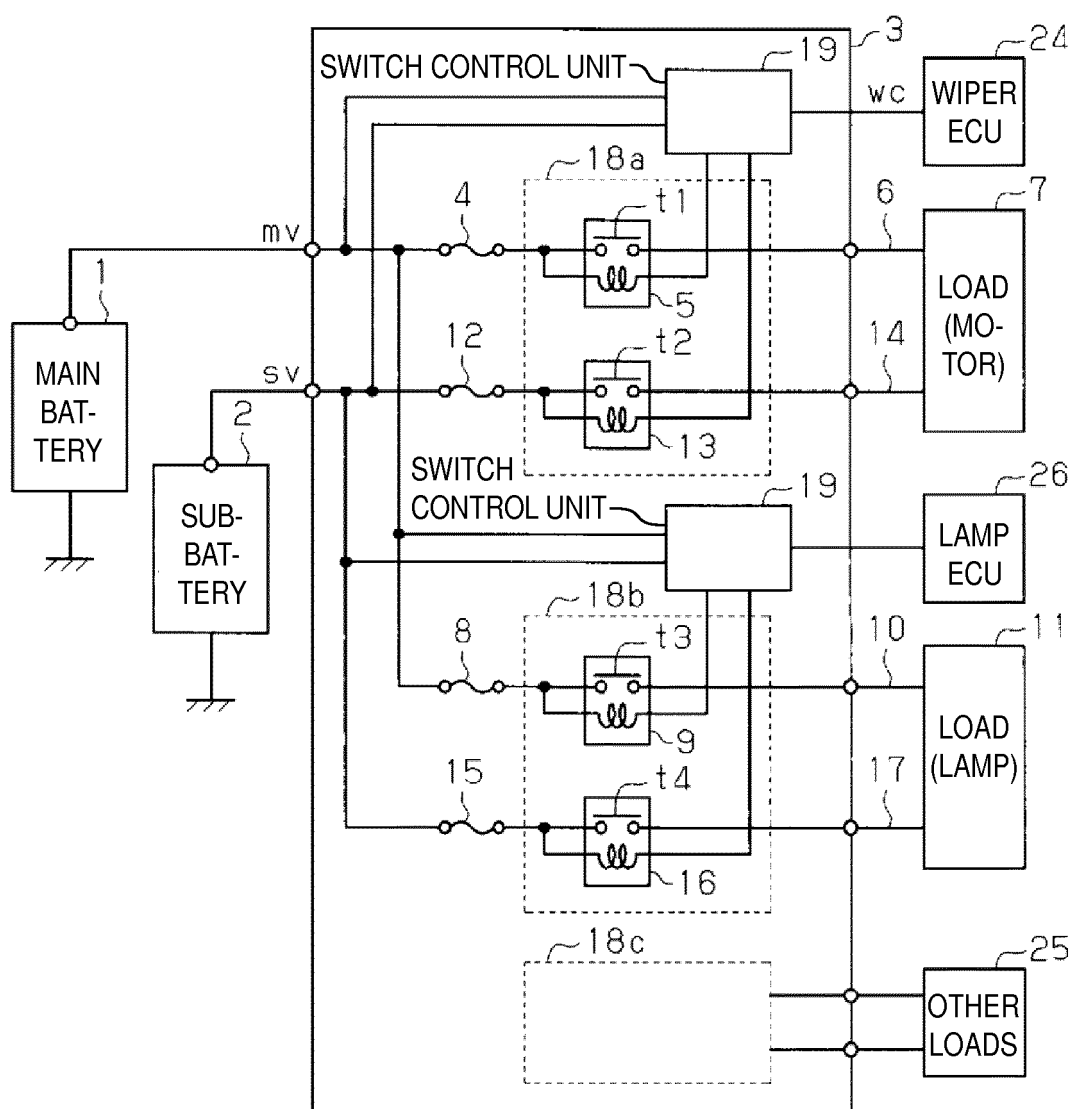 3
19
24
SWITCH CONTROL UNIT
WIPER
ECU
wc
18a
4
t1
6
7
mv
5
LOAD
(MO-
TOR)
1
12
t2
14
MAIN
BAT-
TERY
sv
13
2
SWITCH
CONTROL UNIT
19
26
SUB-
BAT-
TERY
LAMP
ECU
18b
8
t3
10
11
9
LOAD
(LAMP)
15
t4
17
16
18c
25
OTHER
LOADS